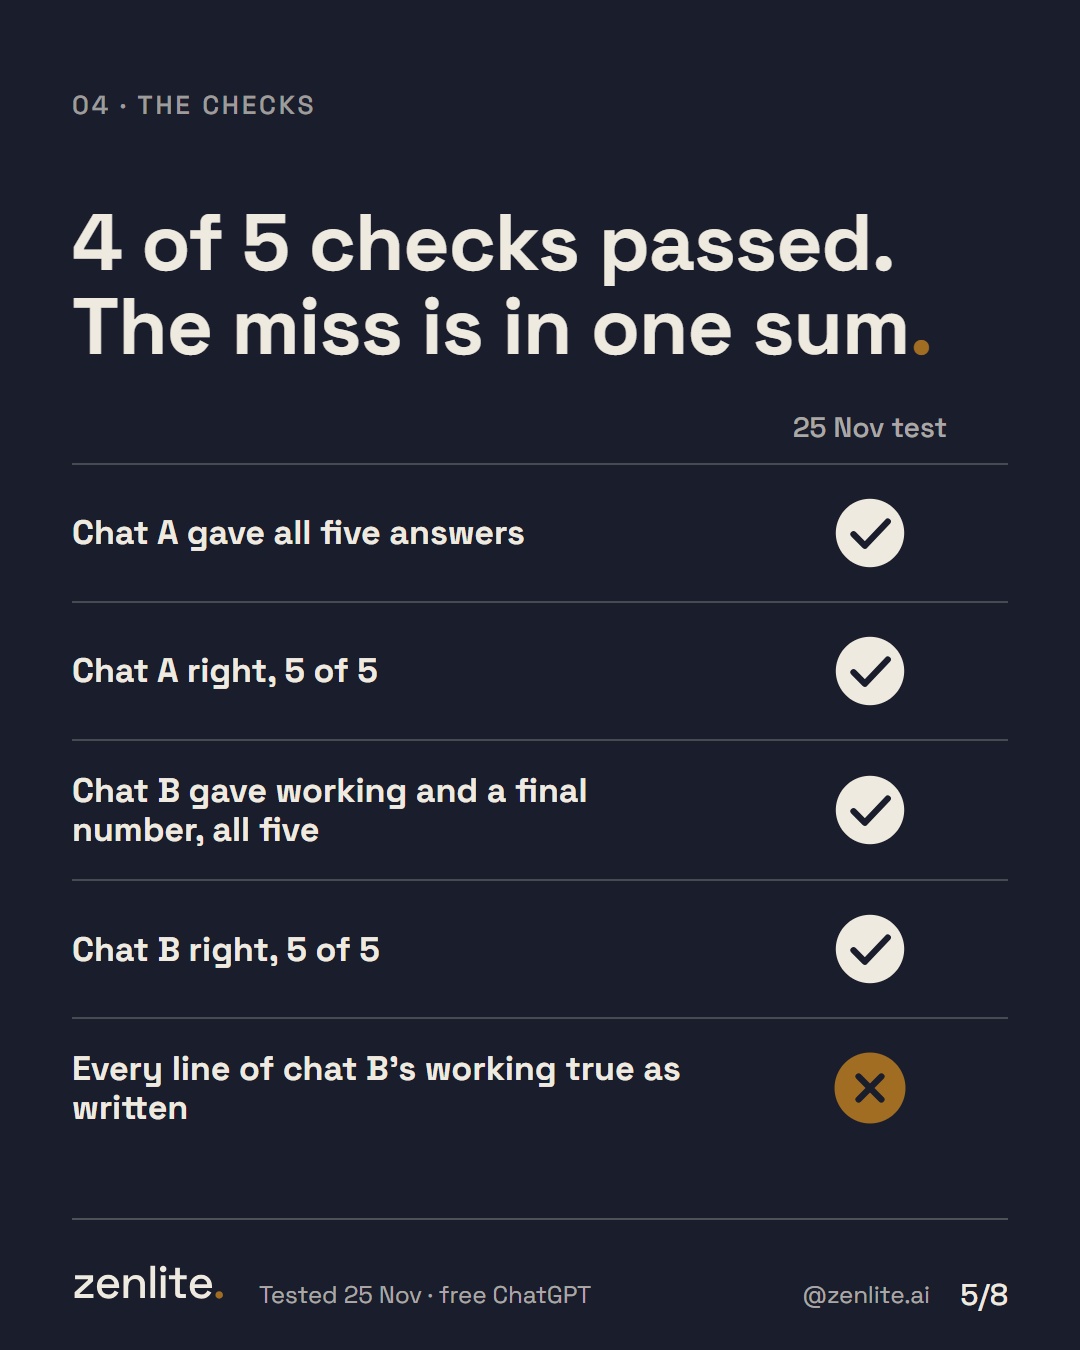 04 · THE CHECKS
4 of 5 checks passed.
The miss is in one sum.
25 Nov test
Chat A gave all five answers
Chat A right, 5 of 5
Chat B gave working and a final
number, all five
Chat B right, 5 of 5
Every line of chat B’s working true as
written
zenlite. Tested 25 Nov · free ChatGPT @zenlite.ai 5/8